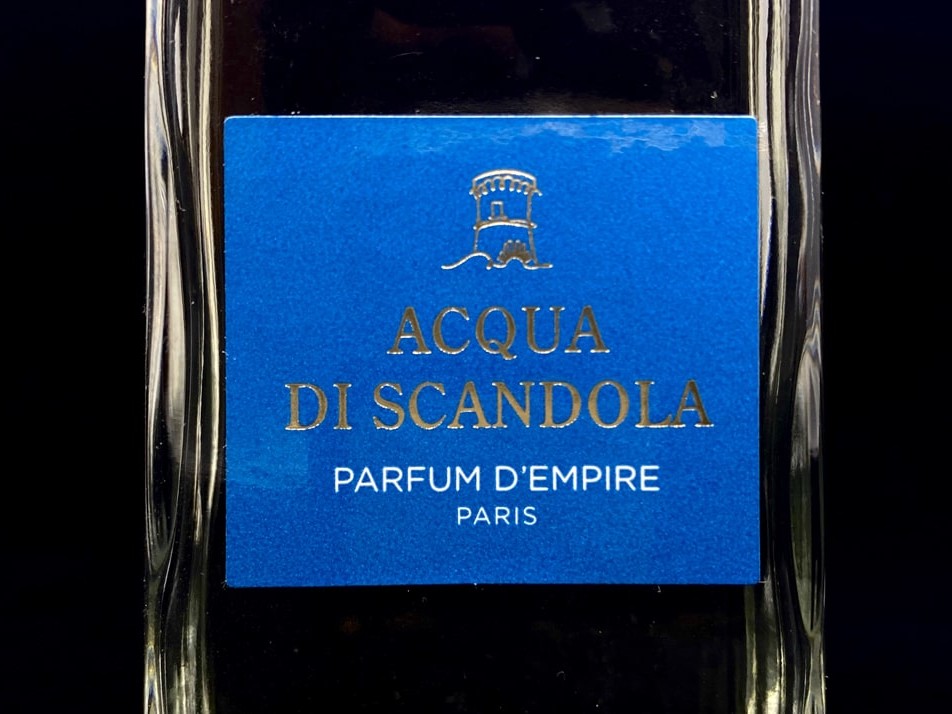 ACQUA
DI SCANDOLA
PARFUM D'EMPIRE
PARIS